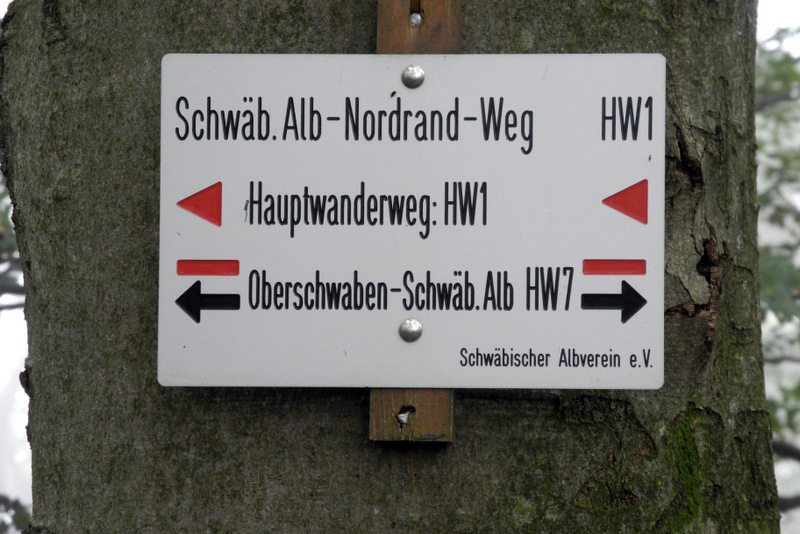 Schwäb. Alb-Nordrand-Weg HW1
Hauptwanderweg: HW1
Oberschwaben-Schwäb. Alb HW7
Schwäbischer Albverein e.V.